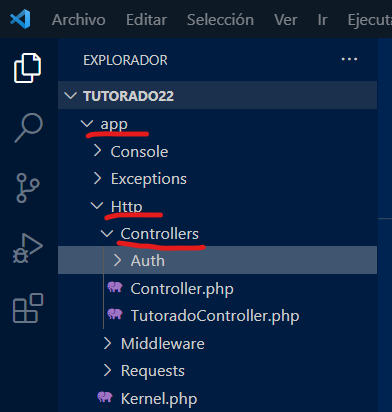 Archivo Editar Selección Ver Ir Ejecuta
EXPLORADOR ...
TUTORADO22
app
Console
Exceptions
Http
Controllers
Auth
Controller.php
TutoradoController.php
Middleware
Requests
Kernel.php